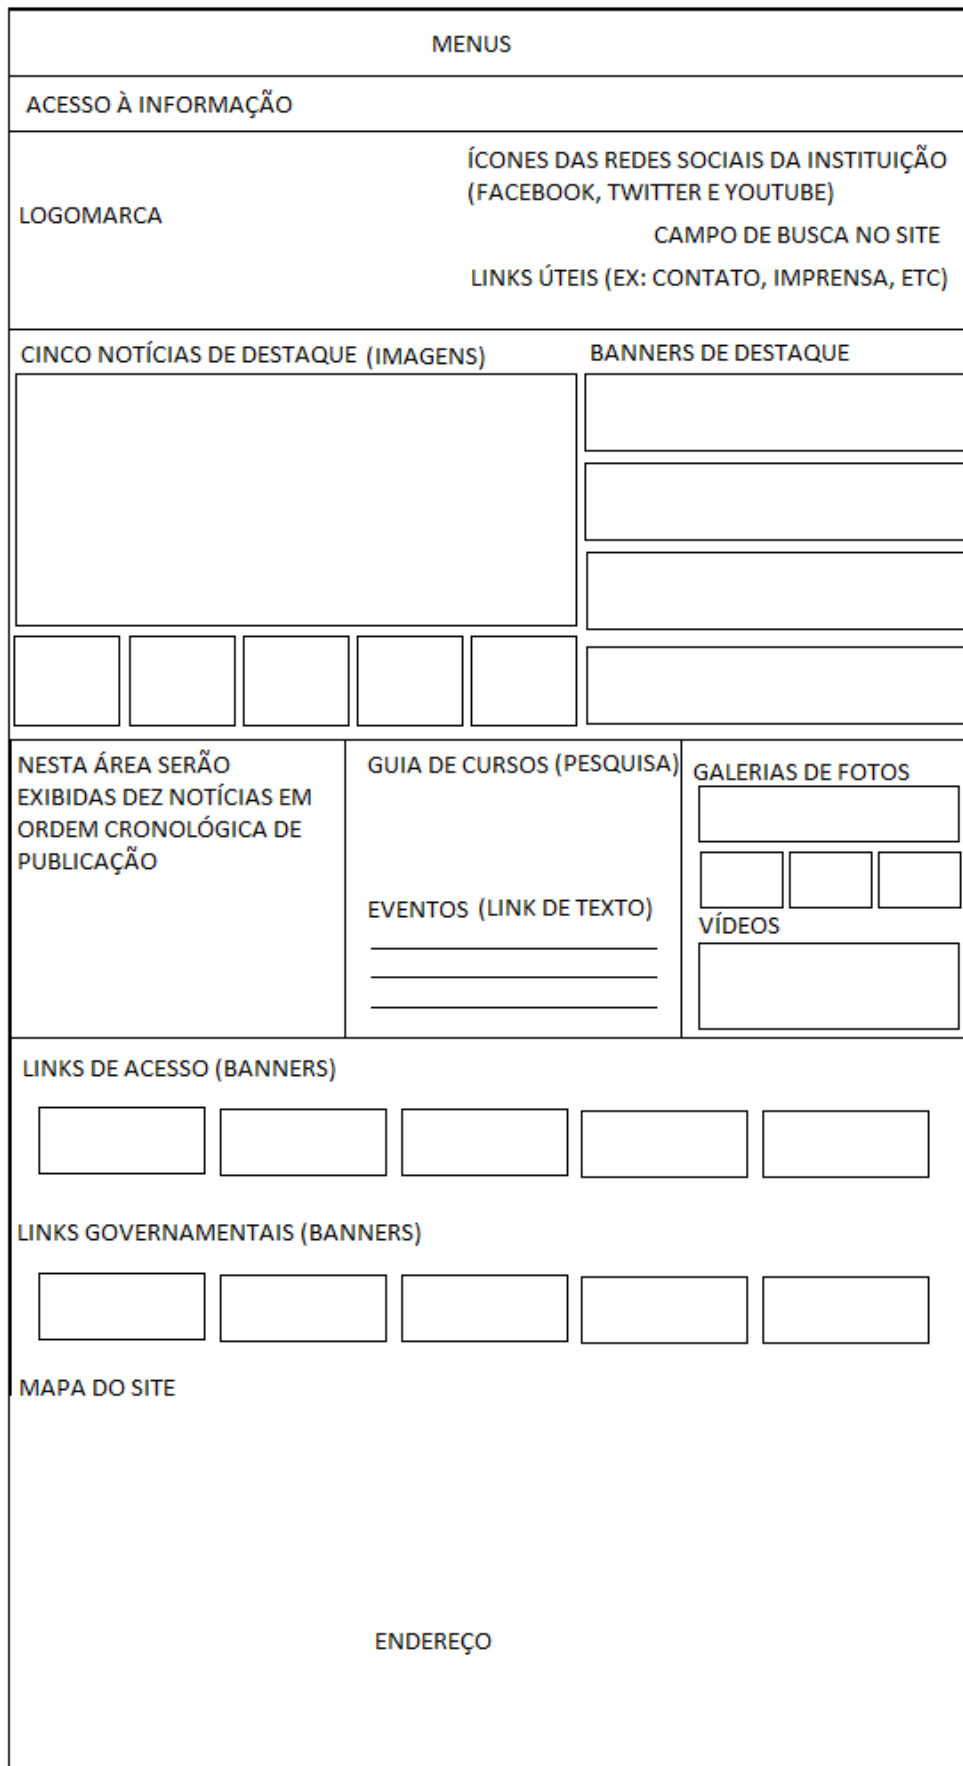 MENUS
ACESSO À INFORMAÇÃO
LOGOMARCA
ÍCONES DAS REDES SOCIAIS DA INSTITUIÇÃO
(FACEBOOK, TWITTER E YOUTUBE)
CAMPO DE BUSCA NO SITE
LINKS ÚTEIS (EX: CONTATO, IMPRENSA, ETC)
CINCO NOTÍCIAS DE DESTAQUE (IMAGENS)
BANNERS DE DESTAQUE
NESTA ÁREA SERÃO
EXIBIDAS DEZ NOTÍCIAS EM
ORDEM CRONOLÓGICA DE
PUBLICAÇÃO
GUIA DE CURSOS (PESQUISA)
EVENTOS (LINK DE TEXTO)
GALERIAS DE FOTOS
VÍDEOS
LINKS DE ACESSO (BANNERS)
LINKS GOVERNAMENTAIS (BANNERS)
MAPA DO SITE
ENDEREÇO